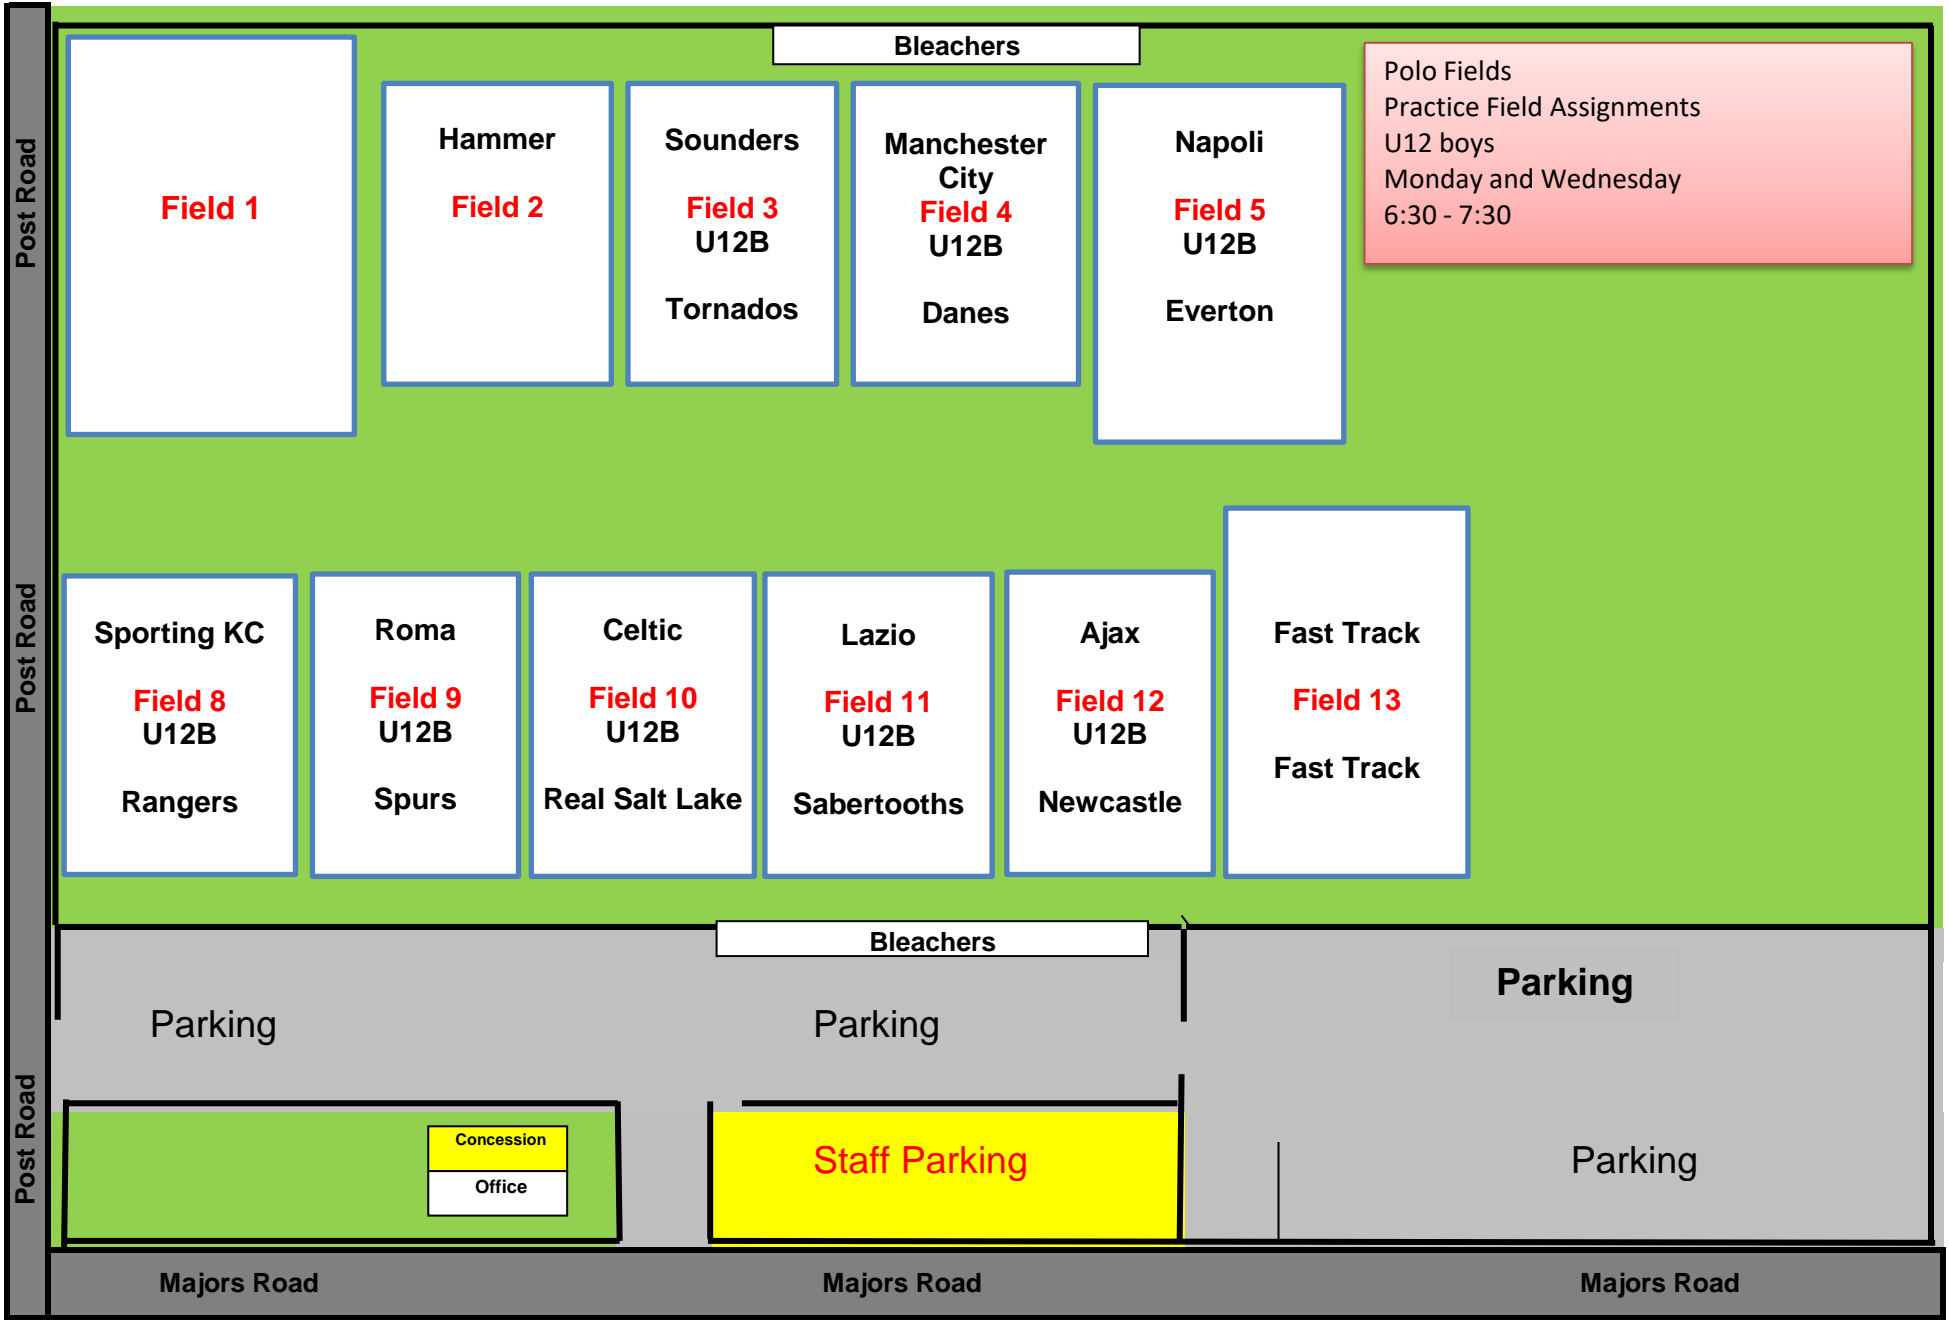 Bleachers
Polo Fields
Practice Field Assignments
U12 boys
Monday and Wednesday
6:30 - 7:30
Post Road
Field 1
Hammer
Field 2
Sounders
Field 3
U12B
Tornados
Manchester
City
Field 4
U12B
Danes
Napoli
Field 5
U12B
Everton
Post Road
Sporting KC
Field 8
U12B
Rangers
Roma
Field 9
U12B
Spurs
Celtic
Field 10
U12B
Real Salt Lake
Lazio
Field 11
U12B
Sabertooths
Ajax
Field 12
U12B
Newcastle
Fast Track
Field 13
Fast Track
Bleachers
Parking
Parking
Parking
Post Road
Concession
Office
Staff Parking
Parking
Majors Road
Majors Road
Majors Road